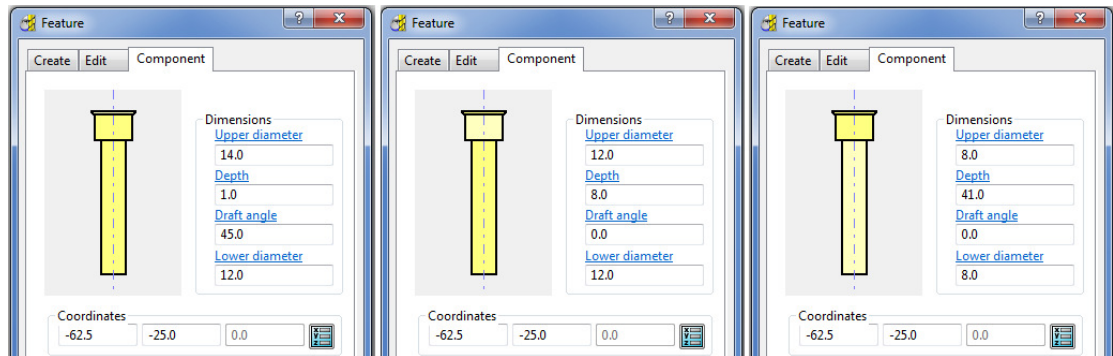 Feature
Create Edit Component
Dimensions
Upper diameter
14.0
Depth
1.0
Draft angle
45.0
Lower diameter
12.0
Coordinates
-62.5 -25.0 0.0
Feature
Create Edit Component
Dimensions
Upper diameter
12.0
Depth
8.0
Draft angle
0.0
Lower diameter
12.0
Coordinates
-62.5 -25.0 0.0
Feature
Create Edit Component
Dimensions
Upper diameter
8.0
Depth
41.0
Draft angle
0.0
Lower diameter
8.0
Coordinates
-62.5 -25.0 0.0